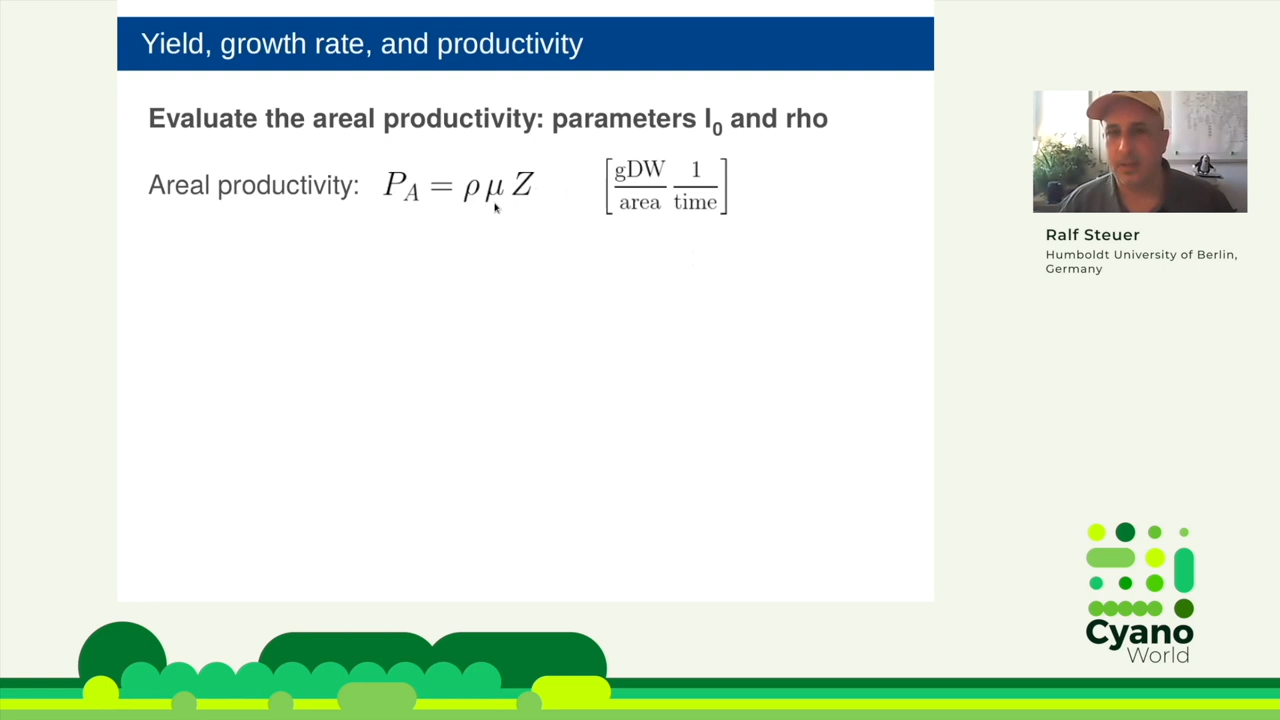 Yield, growth rate, and productivity
Evaluate the areal productivity: parameters I₀ and rho
Areal productivity: P_A = ρ μ Z [gDW/area 1/time]
Ralf Steuer
Humboldt University of Berlin,
Germany
Cyano
World